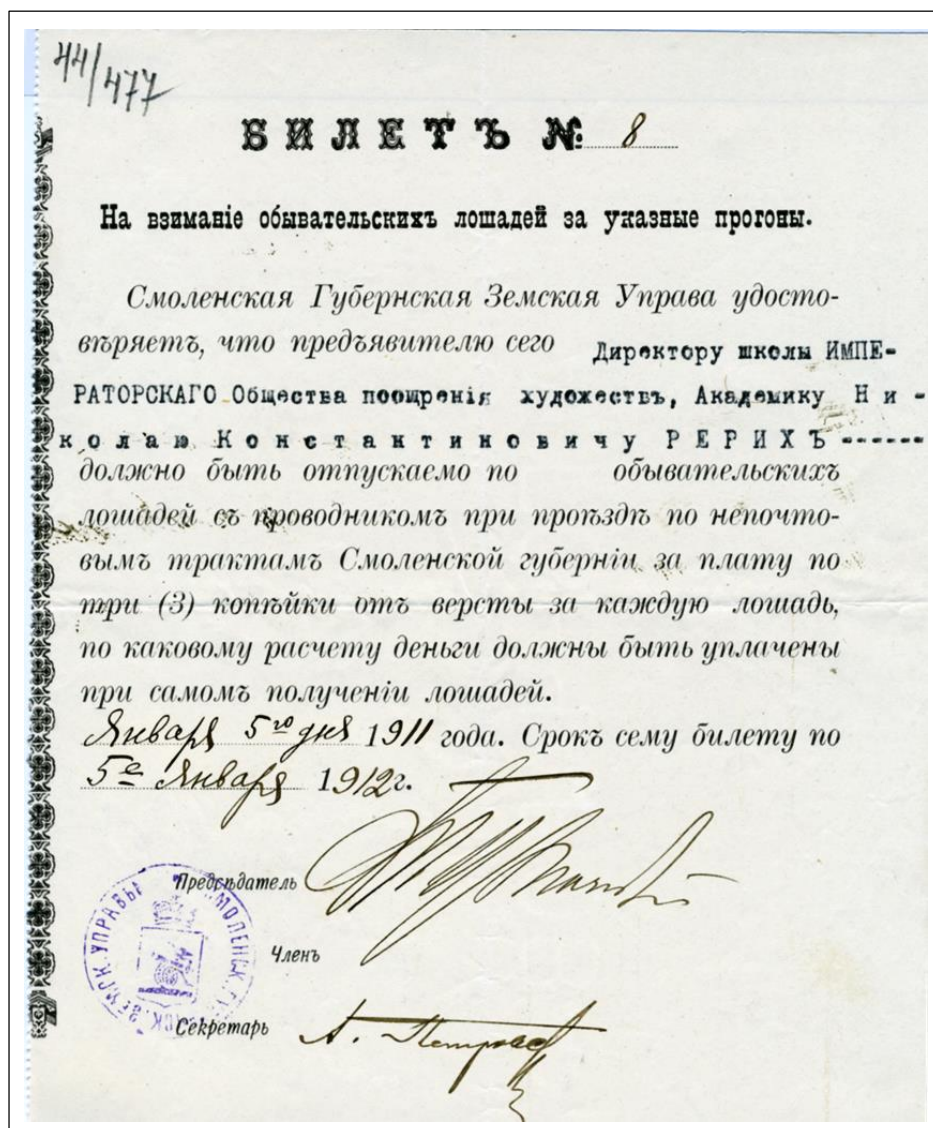 44/477
БИЛЕТЪ №: 8
На взиманіе обывательскихъ лошадей за указные прогоны.
Смоленская Губернская Земская Управа удосто-
вѣряетъ, что предъявителю сего Директору школы ИМПЕ-
РАТОРСКАГО Общества поощренія художествъ, Академику Н и -
к о л а ю К о н с т а н т и н о в и ч у Р Е Р И Х Ъ ------
должно быть отпускаемо по обывательскихъ
лошадей съ проводникомъ при проѣздѣ по непочто-
вымъ трактамъ Смоленской губерніи за плату по
три (3) копѣйки отъ версты за каждую лошадь,
по каковому расчету деньги должны быть уплачены
при самомъ полученіи лошадей.
Января 5го дня 1911 года. Срокъ сему билету по
5е Января 1912г.
Предсѣдатель
Членъ
Секретарь А.
СМОЛЕНСК. ЗЕМСК. УПРАВЫ